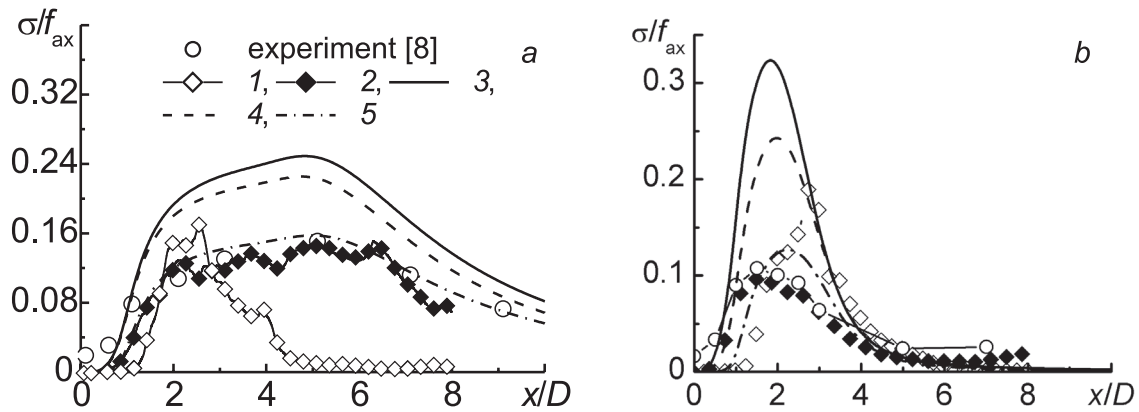 σ/f_ax
experiment [8]
a
1, 2, 3,
4, 5
0.32
0.24
0.16
0.08
0
0 2 4 6 8 x/D
σ/f_ax
b
0.3
0.2
0.1
0
0 2 4 6 8 x/D